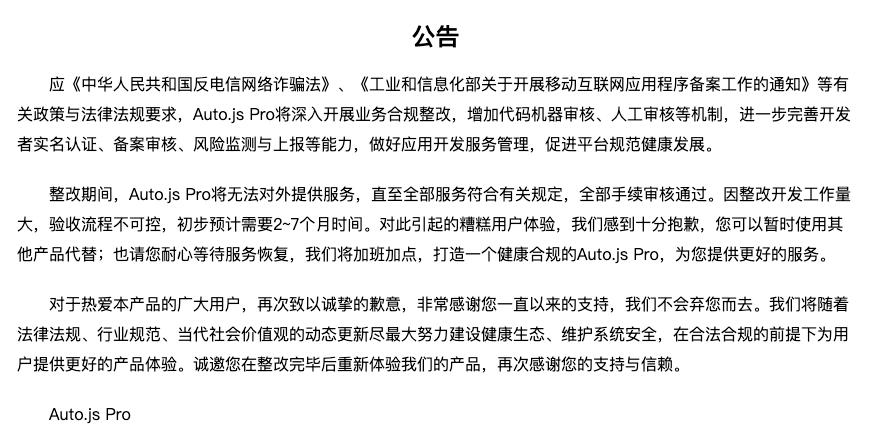 公告
应《中华人民共和国反电信网络诈骗法》、《工业和信息化部关于开展移动互联网应用程序备案工作的通知》等有
关政策与法律法规要求，Auto.js Pro将深入开展业务合规整改，增加代码机器审核、人工审核等机制，进一步完善开发
者实名认证、备案审核、风险监测与上报等能力，做好应用开发服务管理，促进平台规范健康发展。
整改期间，Auto.js Pro将无法对外提供服务，直至全部服务符合有关规定，全部手续审核通过。因整改开发工作量
大，验收流程不可控，初步预计需要2~7个月时间。对此引起的糟糕用户体验，我们感到十分抱歉，您可以暂时使用其
他产品代替；也请您耐心等待服务恢复，我们将加班加点，打造一个健康合规的Auto.js Pro，为您提供更好的服务。
对于热爱本产品的广大用户，再次致以诚挚的歉意，非常感谢您一直以来的支持，我们不会弃您而去。我们将随着
法律法规、行业规范、当代社会价值观的动态更新尽最大努力建设健康生态、维护系统安全，在合法合规的前提下为用
户提供更好的产品体验。诚邀您在整改完毕后重新体验我们的产品，再次感谢您的支持与信赖。
Auto.js Pro